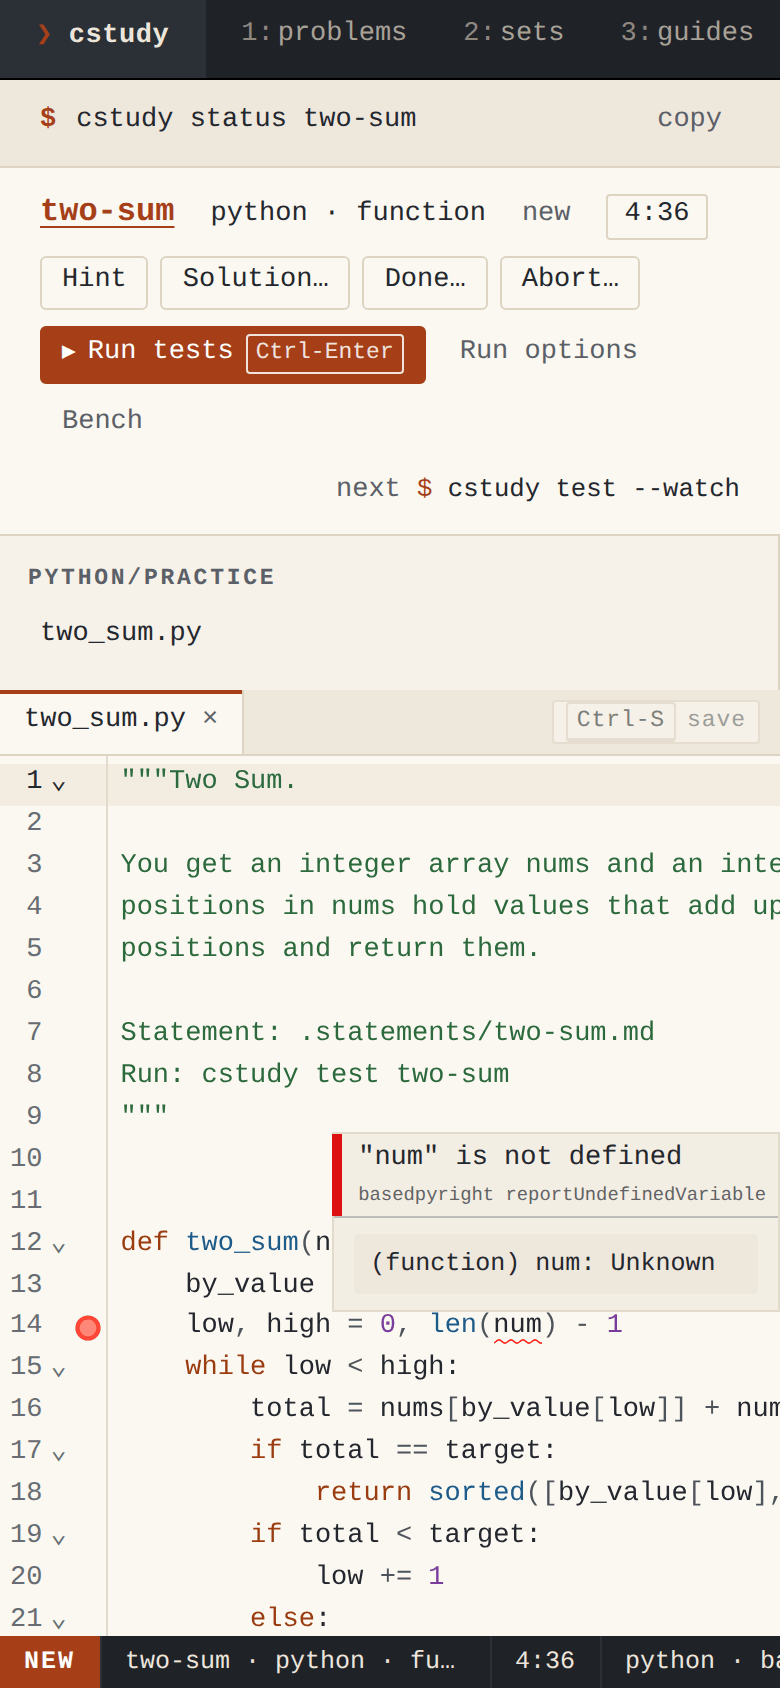 ❯ cstudy 1:problems 2:sets 3:guides
$ cstudy status two-sum copy
two-sum python · function new 4:36
Hint Solution… Done… Abort…
▶ Run tests Ctrl-Enter Run options
Bench
next $ cstudy test --watch
PYTHON/PRACTICE
two_sum.py
two_sum.py × Ctrl-S save
1 """Two Sum.
2
3 You get an integer array nums and an inte
4 positions in nums hold values that add up
5 positions and return them.
6
7 Statement: .statements/two-sum.md
8 Run: cstudy test two-sum
9 """
10
"num" is not defined
basedpyright reportUndefinedVariable
11
12 def two_sum(n
(function) num: Unknown
13 by_value
14 low, high = 0, len(num) - 1
15 while low < high:
16 total = nums[by_value[low]] + num
17 if total == target:
18 return sorted([by_value[low],
19 if total < target:
20 low += 1
21 else:
NEW two-sum · python · fu… 4:36 python · ba